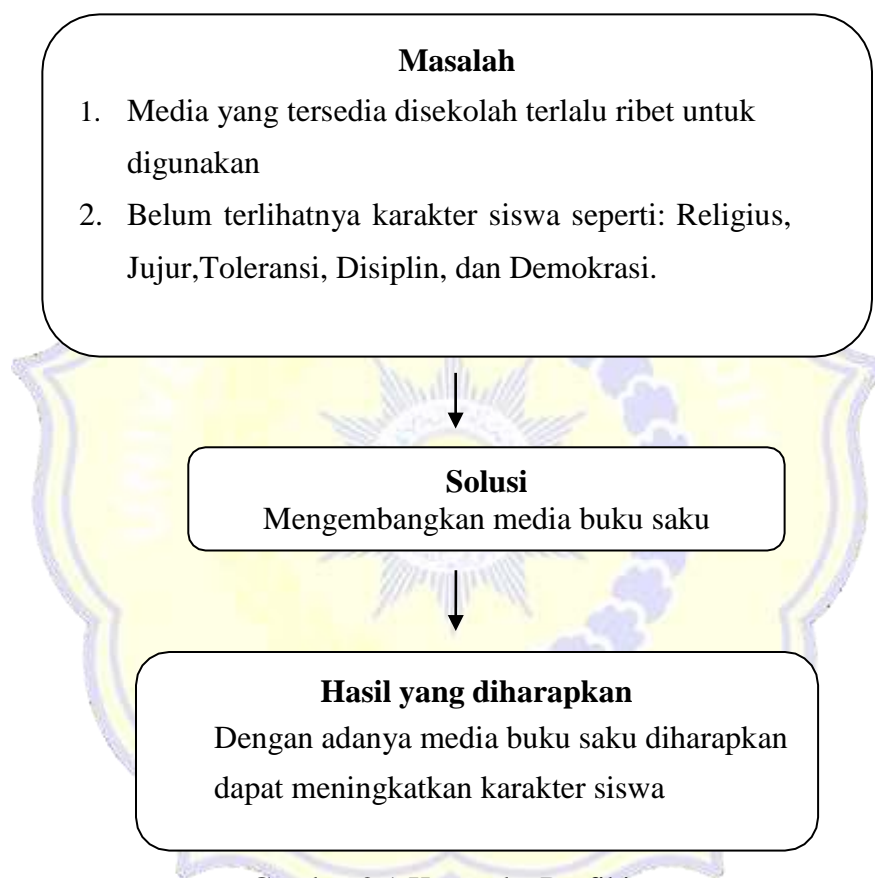 Masalah
1. Media yang tersedia disekolah terlalu ribet untuk
digunakan
2. Belum terlihatnya karakter siswa seperti: Religius,
Jujur,Toleransi, Disiplin, dan Demokrasi.
Solusi
Mengembangkan media buku saku
Hasil yang diharapkan
Dengan adanya media buku saku diharapkan
dapat meningkatkan karakter siswa